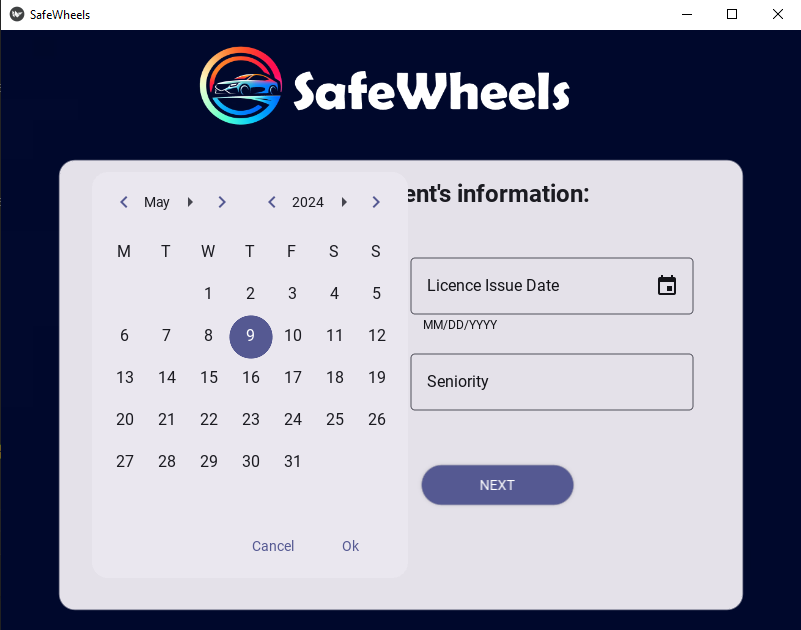 SafeWheels
SafeWheels
ent's information:
May 2024
M T W T F S S
1 2 3 4 5
6 7 8 9 10 11 12
13 14 15 16 17 18 19
20 21 22 23 24 25 26
27 28 29 30 31
Cancel Ok
Licence Issue Date
MM/DD/YYYY
Seniority
NEXT